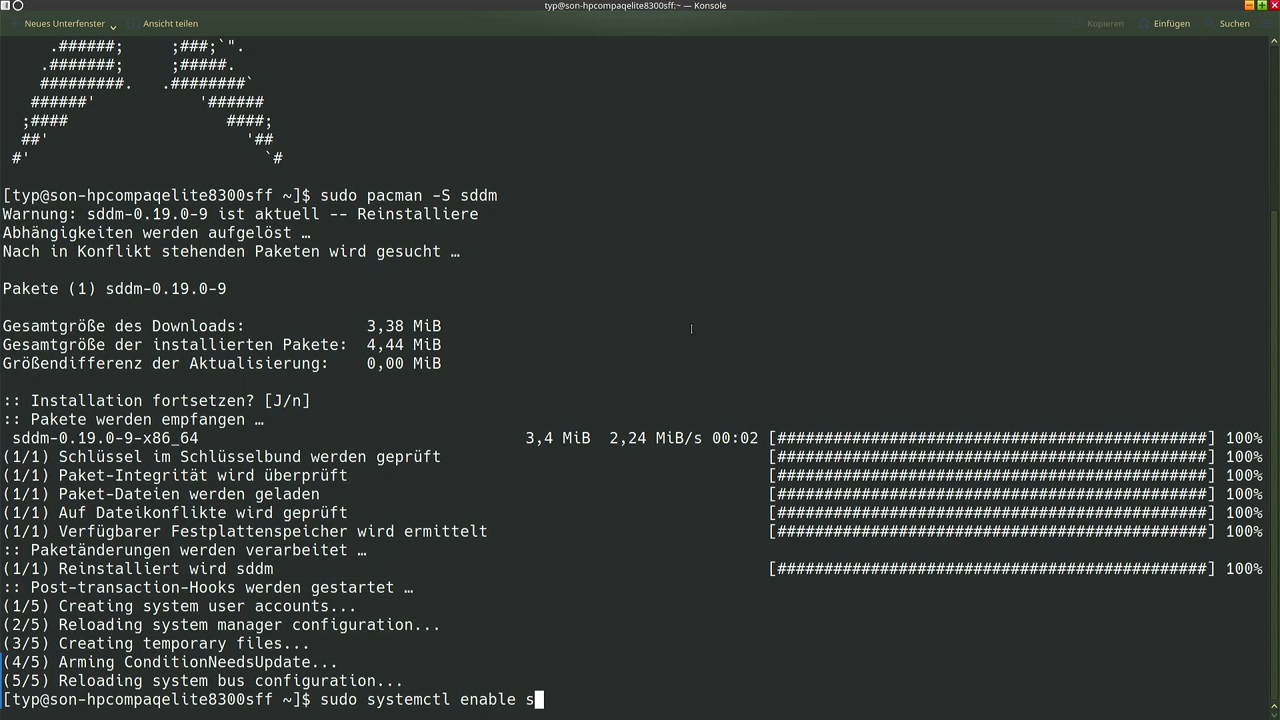 typ@son-hpcompaqelite8300sff:~ — Konsole
Neues Unterfenster Ansicht teilen Kopieren Einfügen Suchen
.######;      ;###;`".
.#######;     ;#####.
#########.   .########`
######'           '######
;####                 ####;
##'                     '##
#'                         `#
[typ@son-hpcompaqelite8300sff ~]$ sudo pacman -S sddm
Warnung: sddm-0.19.0-9 ist aktuell -- Reinstalliere
Abhängigkeiten werden aufgelöst …
Nach in Konflikt stehenden Paketen wird gesucht …
Pakete (1) sddm-0.19.0-9
Gesamtgröße des Downloads: 3,38 MiB
Gesamtgröße der installierten Pakete: 4,44 MiB
Größendifferenz der Aktualisierung: 0,00 MiB
:: Installation fortsetzen? [J/n]
:: Pakete werden empfangen …
sddm-0.19.0-9-x86_64 3,4 MiB 2,24 MiB/s 00:02 [##############################################] 100%
(1/1) Schlüssel im Schlüsselbund werden geprüft [##############################################] 100%
(1/1) Paket-Integrität wird überprüft [##############################################] 100%
(1/1) Paket-Dateien werden geladen [##############################################] 100%
(1/1) Auf Dateikonflikte wird geprüft [##############################################] 100%
(1/1) Verfügbarer Festplattenspeicher wird ermittelt [##############################################] 100%
:: Paketänderungen werden verarbeitet …
(1/1) Reinstalliert wird sddm [##############################################] 100%
:: Post-transaction-Hooks werden gestartet …
(1/5) Creating system user accounts...
(2/5) Reloading system manager configuration...
(3/5) Creating temporary files...
(4/5) Arming ConditionNeedsUpdate...
(5/5) Reloading system bus configuration...
[typ@son-hpcompaqelite8300sff ~]$ sudo systemctl enable s